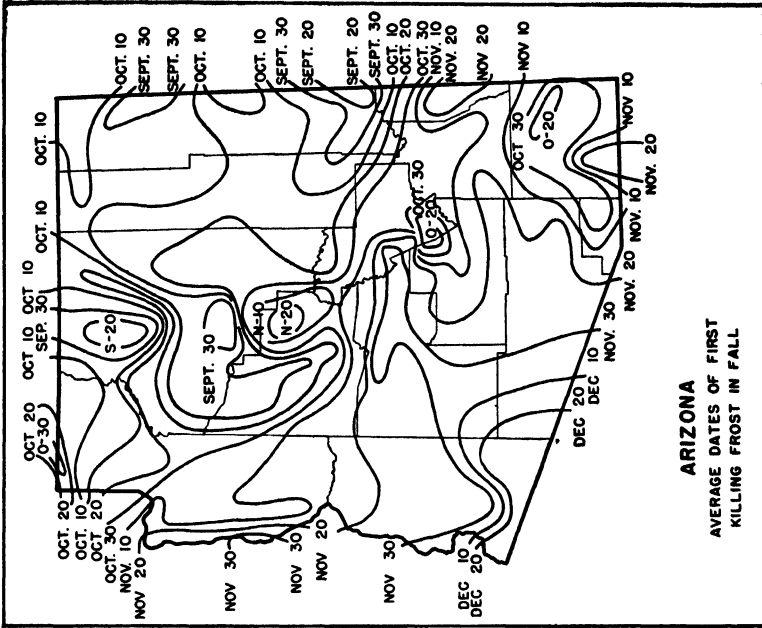 OCT. 10
SEPT. 30
SEPT. 30
OCT. 10
OCT. 10
SEPT. 30
SEPT. 20
SEPT. 20
SEPT. 30
OCT. 10
OCT. 20
OCT. 30
NOV. 10
NOV. 20
NOV 20
NOV 10
OCT. 10
OCT. 10
OCT 10
SEP. 30
OCT 10
OCT 20
O-30
S-20
SEPT. 30
N-10
N-20
OCT. 30
O-20
OCT 30
O-20
NOV 10
NOV. 20
NOV. 10
NOV. 20
NOV. 30
DEC 10
DEC 20
OCT. 20
OCT. 10
OCT 20
OCT. 30
NOV. 10
NOV 20
NOV 30
NOV 30
NOV 20
NOV 30
DEC 10
DEC 20
ARIZONA
AVERAGE DATES OF FIRST
KILLING FROST IN FALL